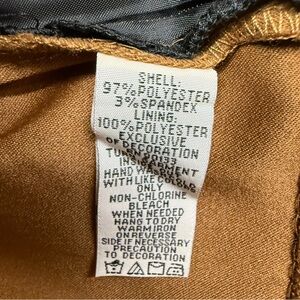 SHELL:
97% POLYESTER
3% SPANDEX
LINING:
100% POLYESTER
EXCLUSIVE
OF DECORATION
HAND WASH
WITH LIKE COLORS
ONLY
NON-CHLORINE
BLEACH
WHEN NEEDED
HANG TO DRY
WARM IRON
ON REVERSE
SIDE IF NECESSARY
PRECAUTION
TO DECORATION